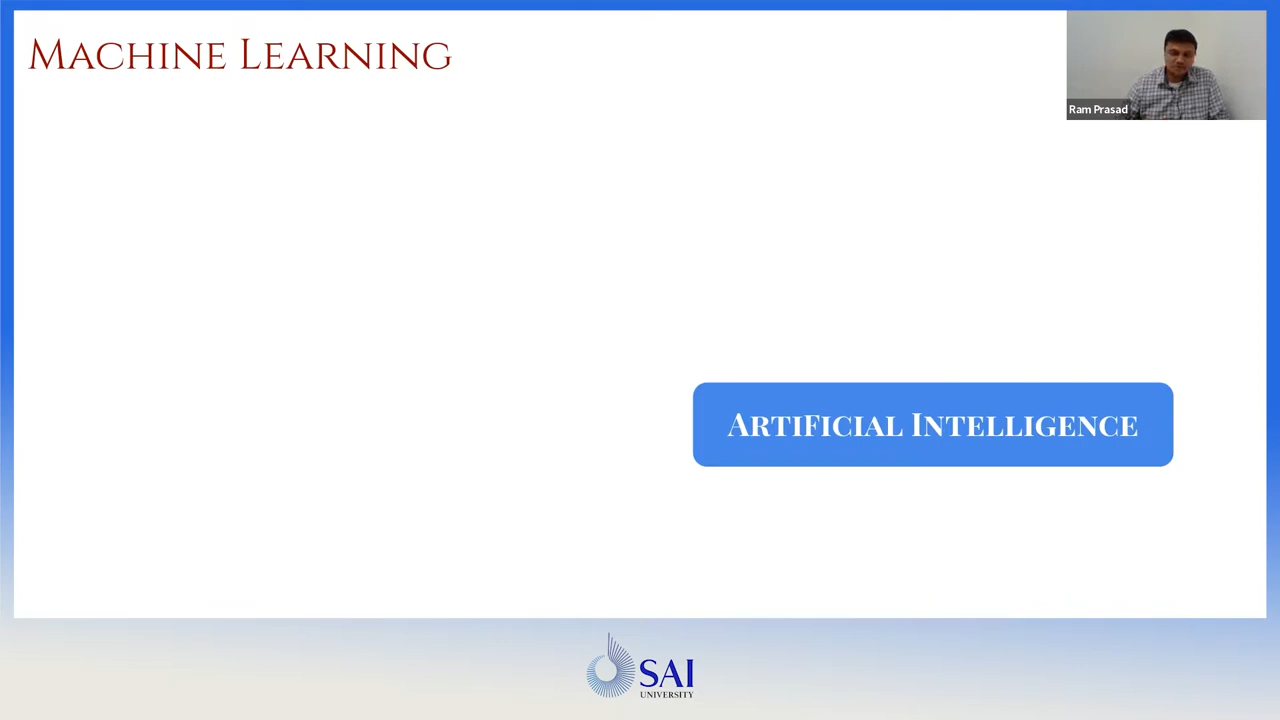 Machine Learning
Ram Prasad
Artificial Intelligence
SAI
UNIVERSITY